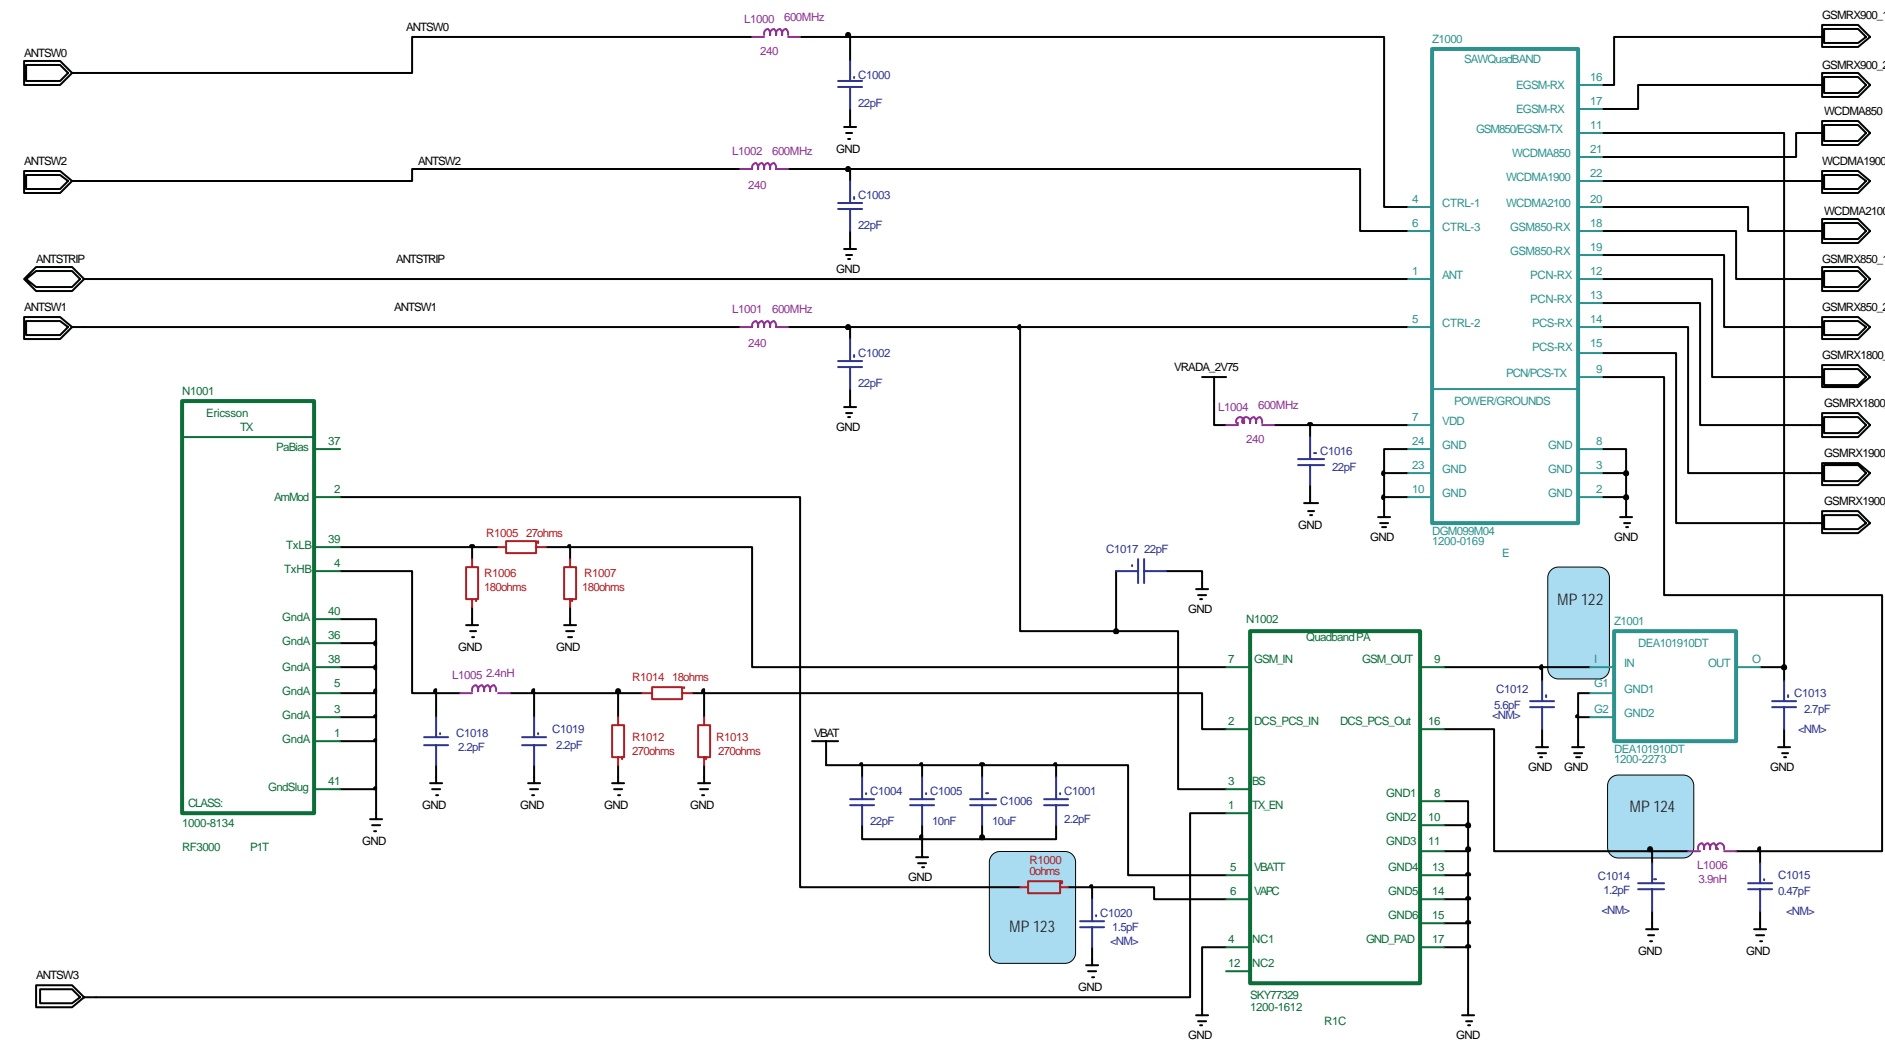 ANTSW0
ANTSW0
L1000 600MHz
240
C1000
22pF
GND
ANTSW2
ANTSW2
L1002 600MHz
240
C1003
22pF
GND
ANTSTRIP
ANTSTRIP
ANTSW1
ANTSW1
L1001 600MHz
240
C1002
22pF
GND
Z1000
SAWQuadBAND
EGSM-RX 16
EGSM-RX 17
GSM850/EGSM-TX 11
WCDMA850 21
WCDMA1900 22
4 CTRL-1 WCDMA2100 20
6 CTRL-3 GSM850-RX 18
GSM850-RX 19
1 ANT PCN-RX 12
PCN-RX 13
5 CTRL-2 PCS-RX 14
PCS-RX 15
PCN/PCS-TX 9
POWER/GROUNDS
7 VDD
24 GND GND 8
23 GND GND 3
10 GND GND 2
DGM099M04
1200-0169
E
GND
GND
VRADA_2V75
L1004 600MHz
240
C1016
22pF
GND
GSMRX900_1
GSMRX900_2
WCDMA850
WCDMA1900
WCDMA2100
GSMRX850_1
GSMRX850_2
GSMRX1800_
GSMRX1800
GSMRX1900
GSMRX1900
N1001
Ericsson
TX
PaBias 37
AmMod 2
TxLB 39
TxHB 4
GndA 40
GndA 36
GndA 38
GndA 5
GndA 3
GndA 1
GndSlug 41
CLASS:
1000-8134
RF3000 P1T
GND
R1005 27ohms
R1006
180ohms
R1007
180ohms
GND
GND
L1005 2.4nH
C1018
2.2pF
C1019
2.2pF
GND
GND
R1014 18ohms
R1012
270ohms
R1013
270ohms
GND
GND
VBAT
C1004
22pF
C1005
10nF
C1006
10uF
C1001
2.2pF
GND
C1017 22pF
GND
R1000
0ohms
MP 123
C1020
1.5pF
<NM>
GND
N1002
Quadband PA
7 GSM_IN GSM_OUT 9
2 DCS_PCS_IN DCS_PCS_Out 16
3 BS
1 TX_EN
GND1 8
GND2 10
GND3 11
5 VBATT GND4 13
6 VAPC GND5 14
GND6 15
4 NC1 GND_PAD 17
12 NC2
SKY77329
1200-1612
R1C
GND
GND
MP 122
Z1001
DEA101910DT
I IN OUT O
G1 GND1
G2 GND2
DEA101910DT
1200-2273
C1012
5.6pF
<NM>
GND
GND
C1013
2.7pF
<NM>
GND
MP 124
L1006
3.9nH
C1014
1.2pF
<NM>
GND
C1015
0.47pF
<NM>
GND
ANTSW3